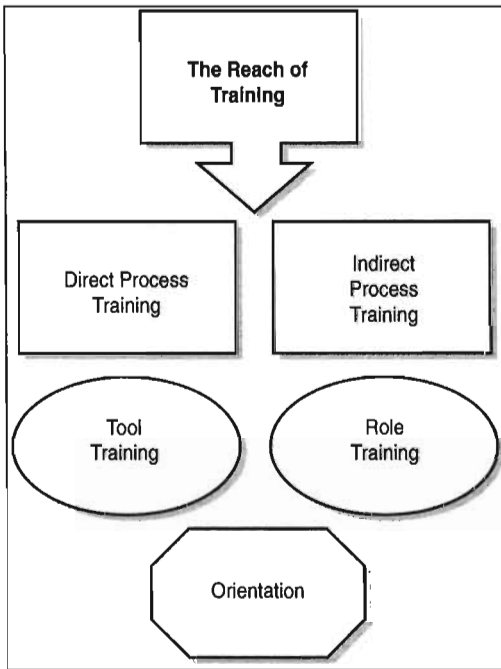 The Reach of
Training
Direct Process
Training
Indirect
Process
Training
Tool
Training
Role
Training
Orientation